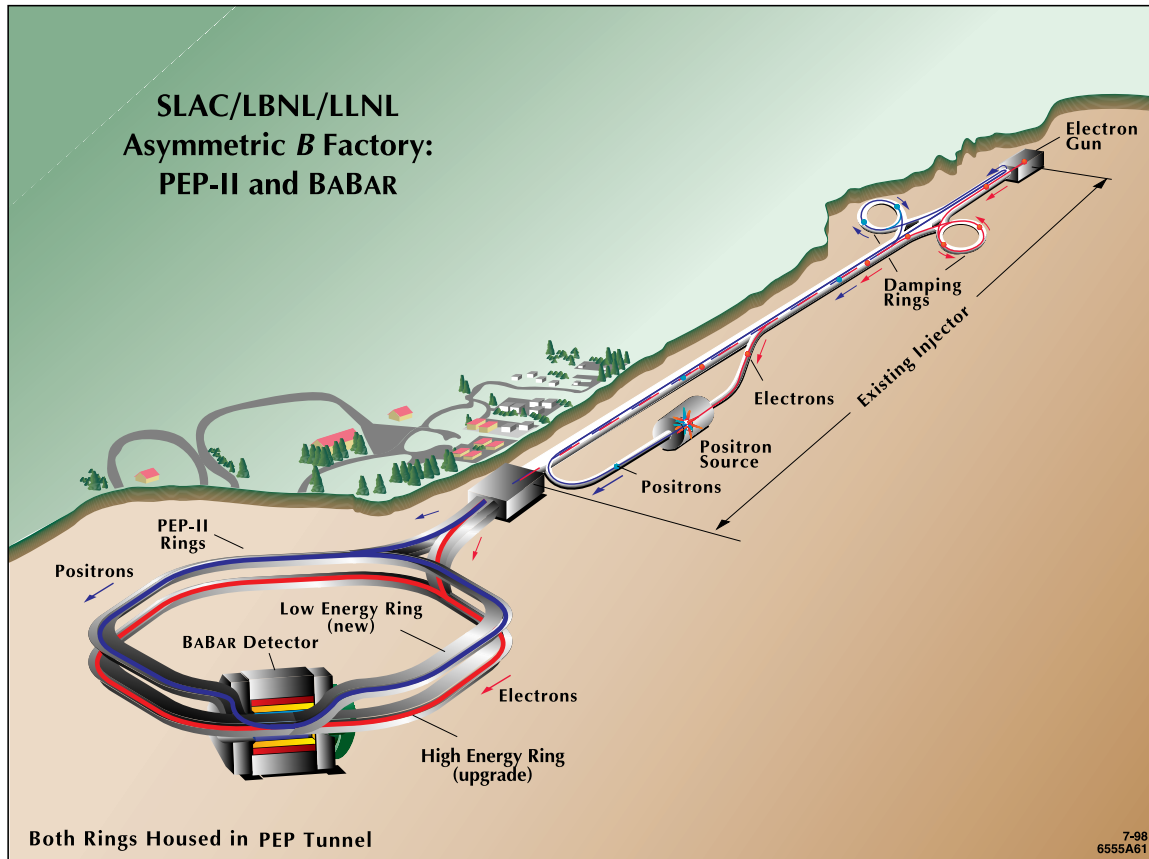 SLAC/LBNL/LLNL
Asymmetric B Factory:
PEP-II and BABAR
Electron
Gun
Damping
Rings
Existing Injector
Electrons
Positron
Source
Positrons
PEP-II
Rings
Positrons
Low Energy Ring
(new)
BABAR Detector
Electrons
High Energy Ring
(upgrade)
Both Rings Housed in PEP Tunnel
7-98
6555A61